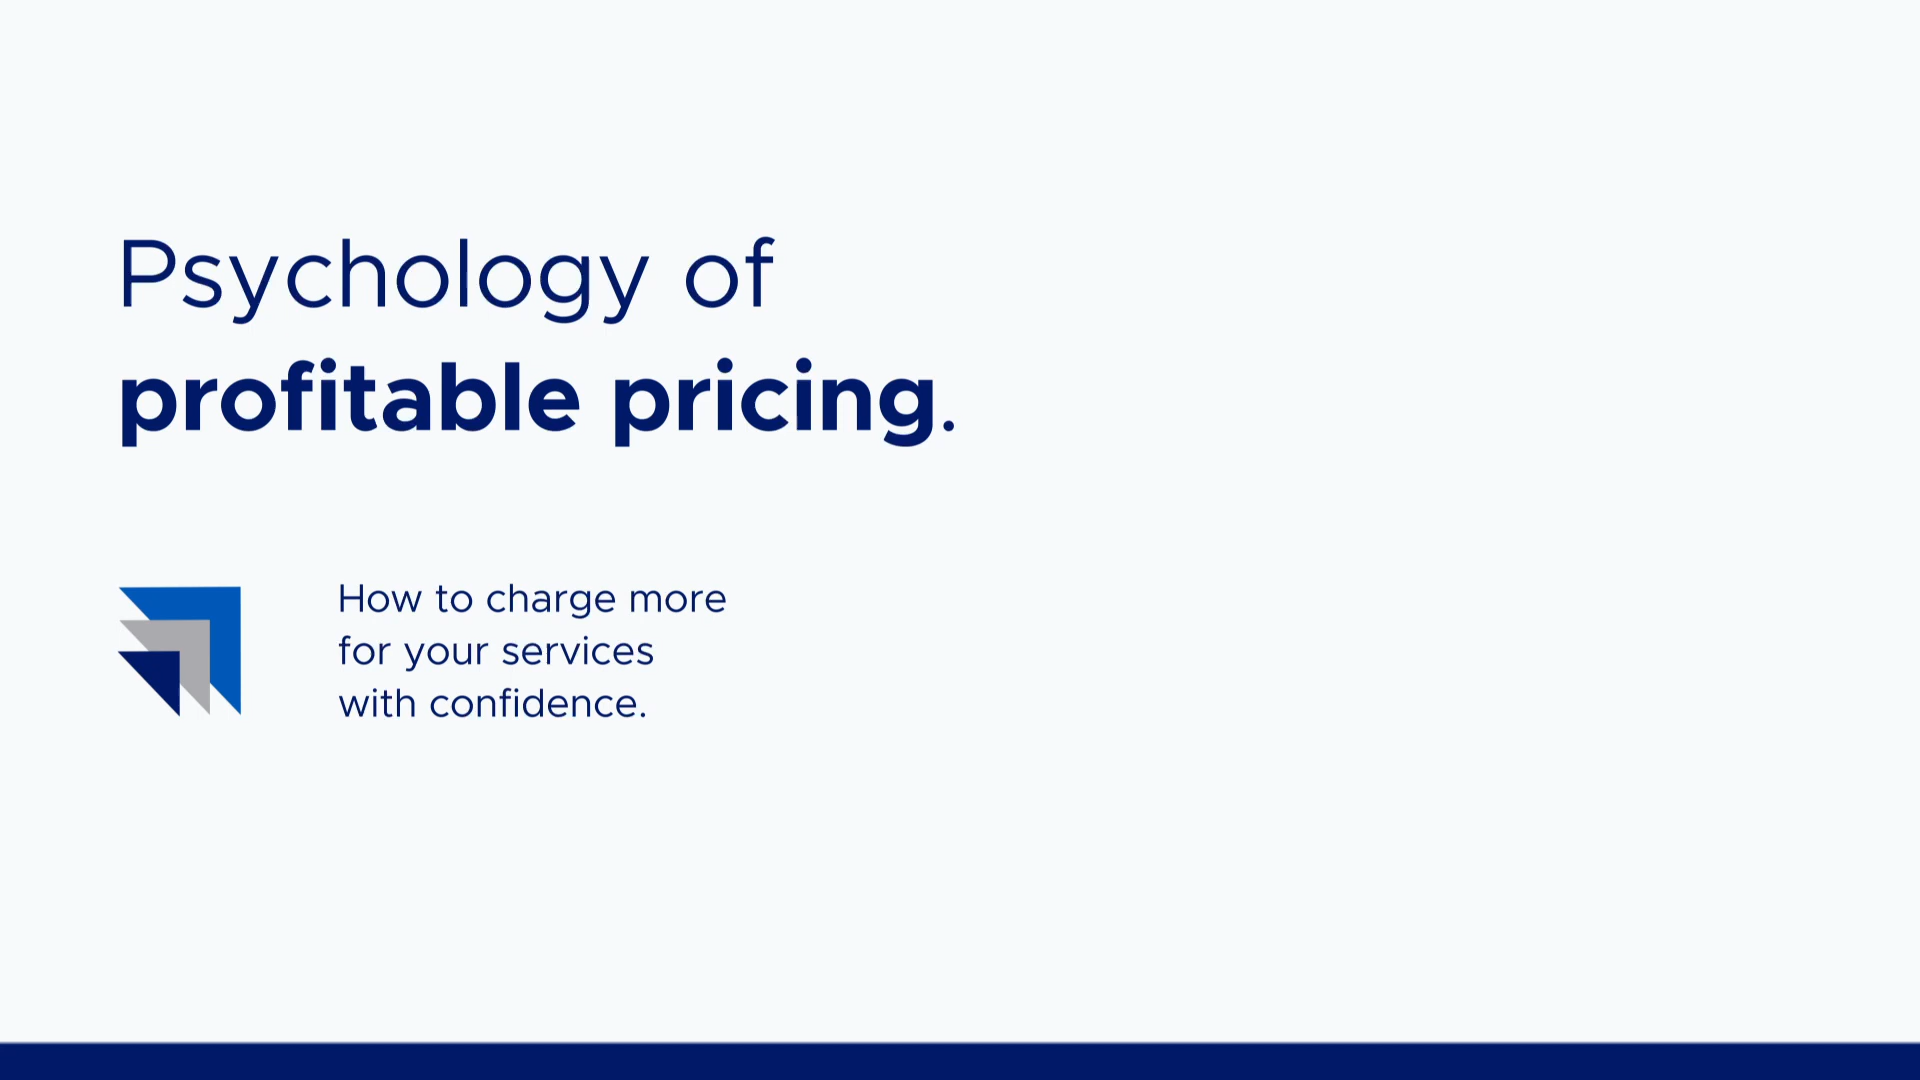 Psychology of
profitable pricing.
How to charge more
for your services
with confidence.